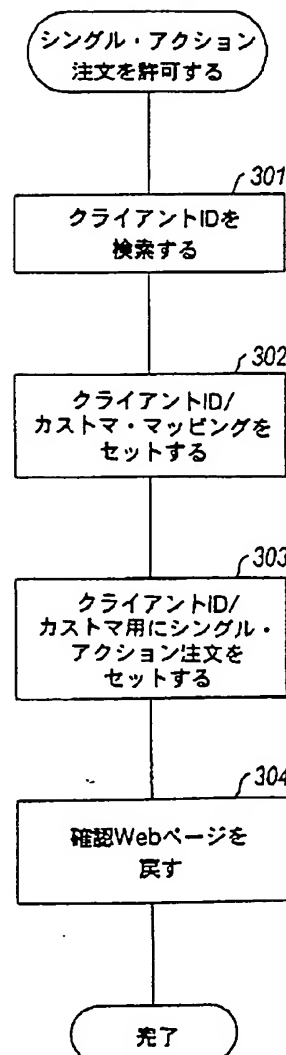 シングル・アクション
注文を許可する
301
クライアントIDを
検索する
302
クライアントID/
カストマ・マッピングを
セットする
303
クライアントID/
カストマ用にシングル・
アクション注文を
セットする
304
確認Webページを
戻す
完了